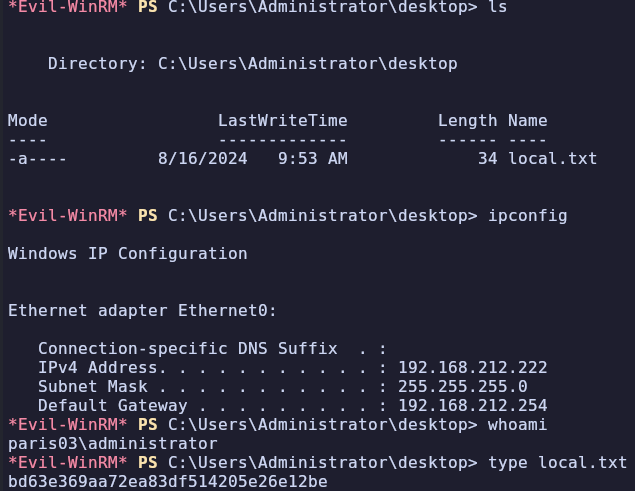 *Evil-WinRM* PS C:\Users\Administrator\desktop> ls
Directory: C:\Users\Administrator\desktop
Mode                 LastWriteTime         Length Name
----                 -------------         ------ ----
-a----         8/16/2024   9:53 AM             34 local.txt
*Evil-WinRM* PS C:\Users\Administrator\desktop> ipconfig
Windows IP Configuration
Ethernet adapter Ethernet0:
Connection-specific DNS Suffix  . :
IPv4 Address. . . . . . . . . . . : 192.168.212.222
Subnet Mask . . . . . . . . . . . : 255.255.255.0
Default Gateway . . . . . . . . . : 192.168.212.254
*Evil-WinRM* PS C:\Users\Administrator\desktop> whoami
paris03\administrator
*Evil-WinRM* PS C:\Users\Administrator\desktop> type local.txt
bd63e369aa72ea83df514205e26e12be